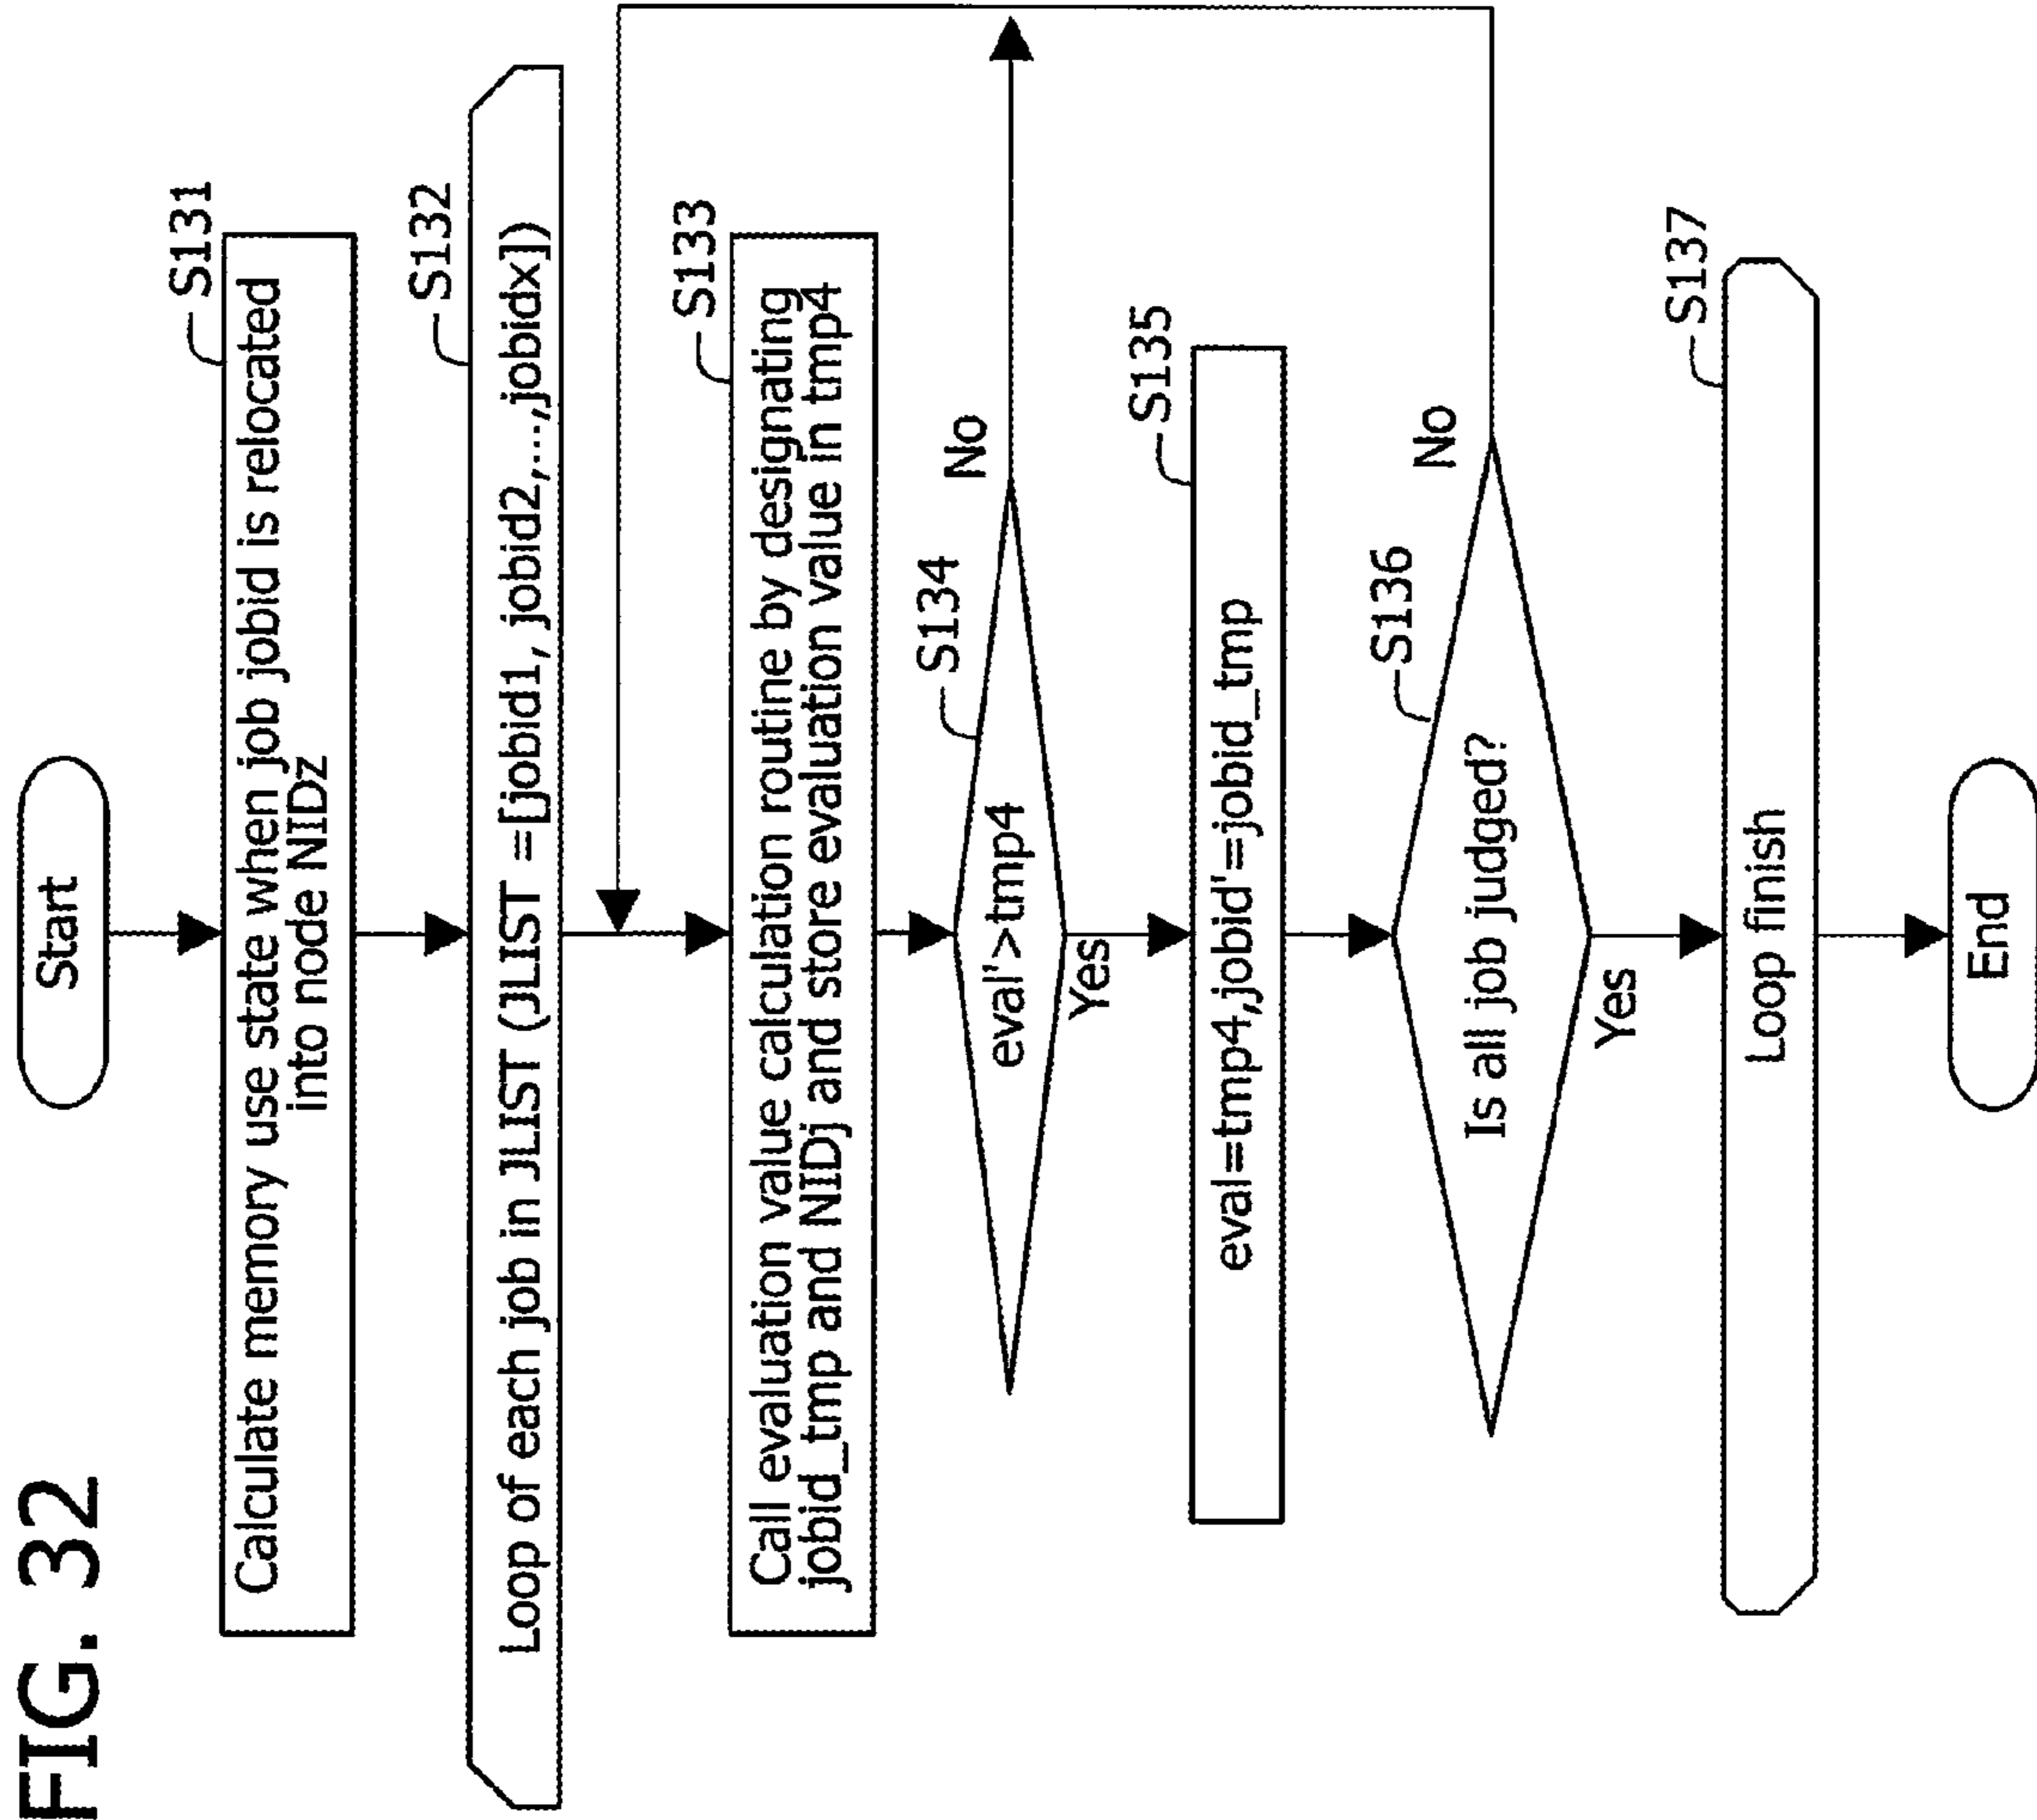 FIG. 32
Start
S131
Calculate memory use state when job jobid is relocated
into node NIDz
S132
Loop of each job in JLIST (JLIST =[jobid1, jobid2,...,jobidx])
S133
Call evaluation value calculation routine by designating
jobid_tmp and NIDj and store evaluation value in tmp4
S134
eval'>tmp4
No
Yes
S135
eval=tmp4,jobid'=jobid_tmp
S136
Is all job judged?
No
Yes
S137
Loop finish
End